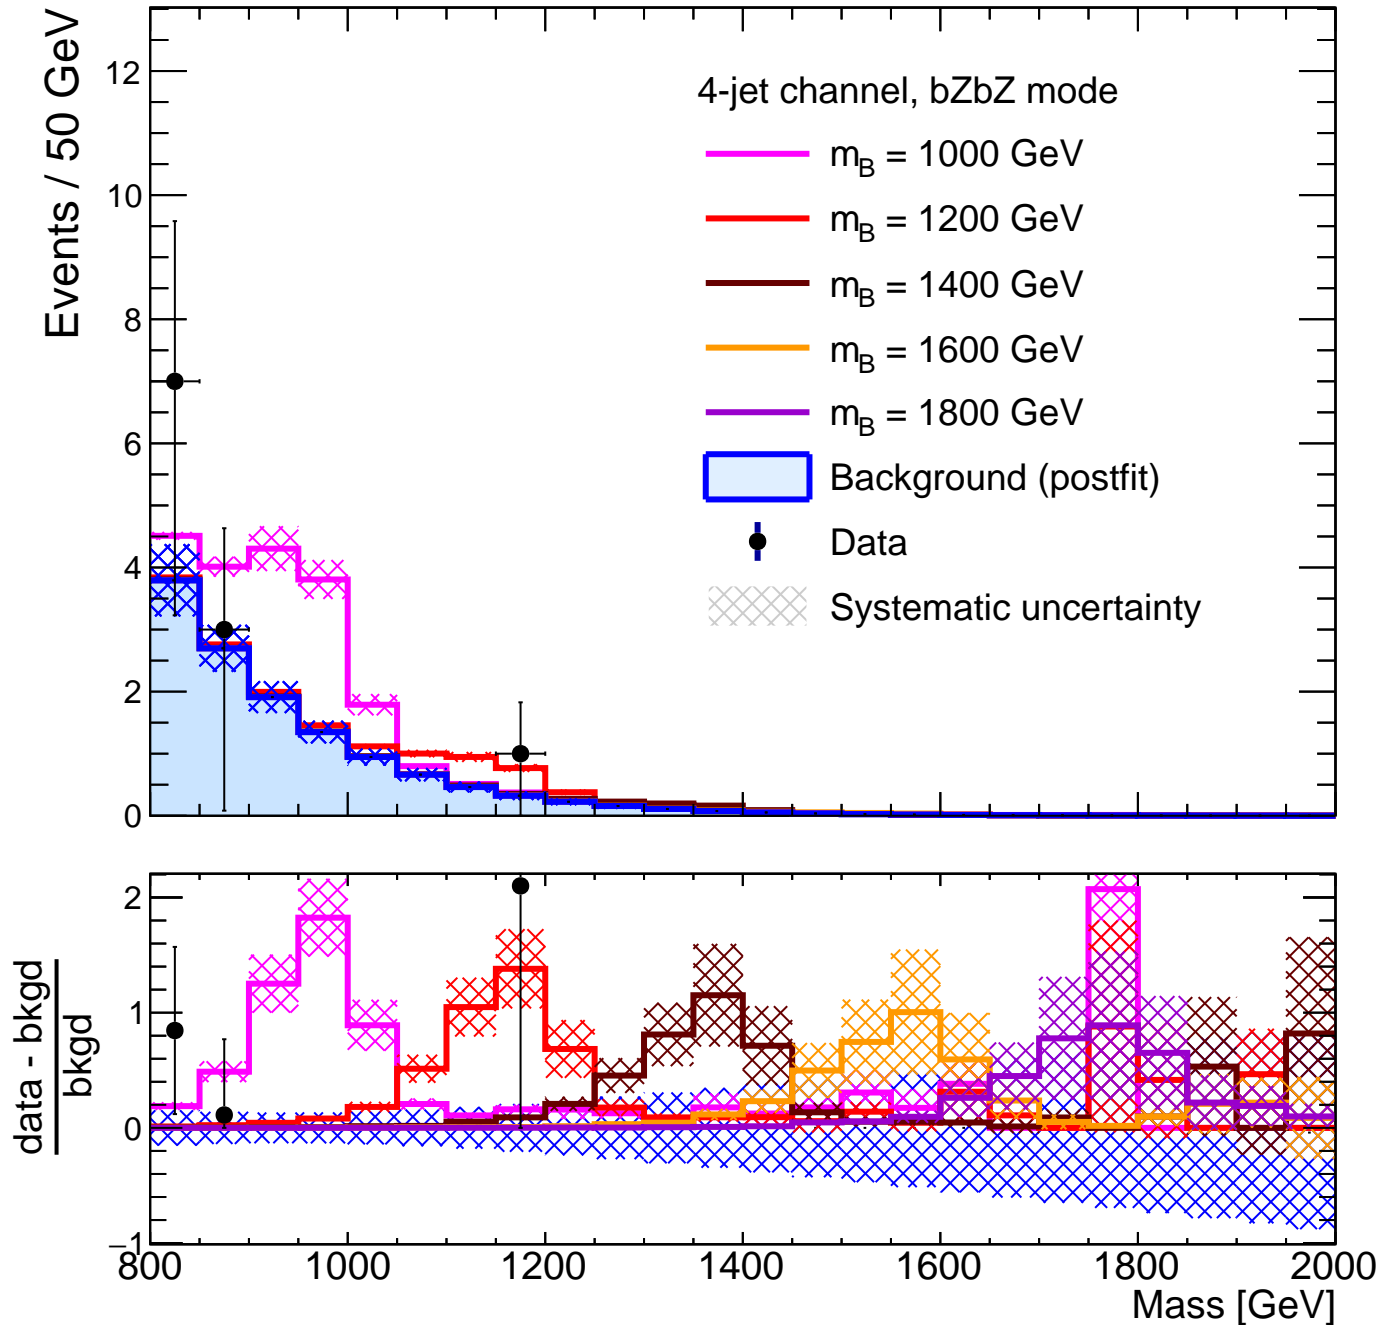 Events / 50 GeV
12
10
8
6
4
2
0
4-jet channel, bZbZ mode
m_B = 1000 GeV
m_B = 1200 GeV
m_B = 1400 GeV
m_B = 1600 GeV
m_B = 1800 GeV
Background (postfit)
Data
Systematic uncertainty
data - bkgd
bkgd
2
1
0
−1
800 1000 1200 1400 1600 1800 2000
Mass [GeV]